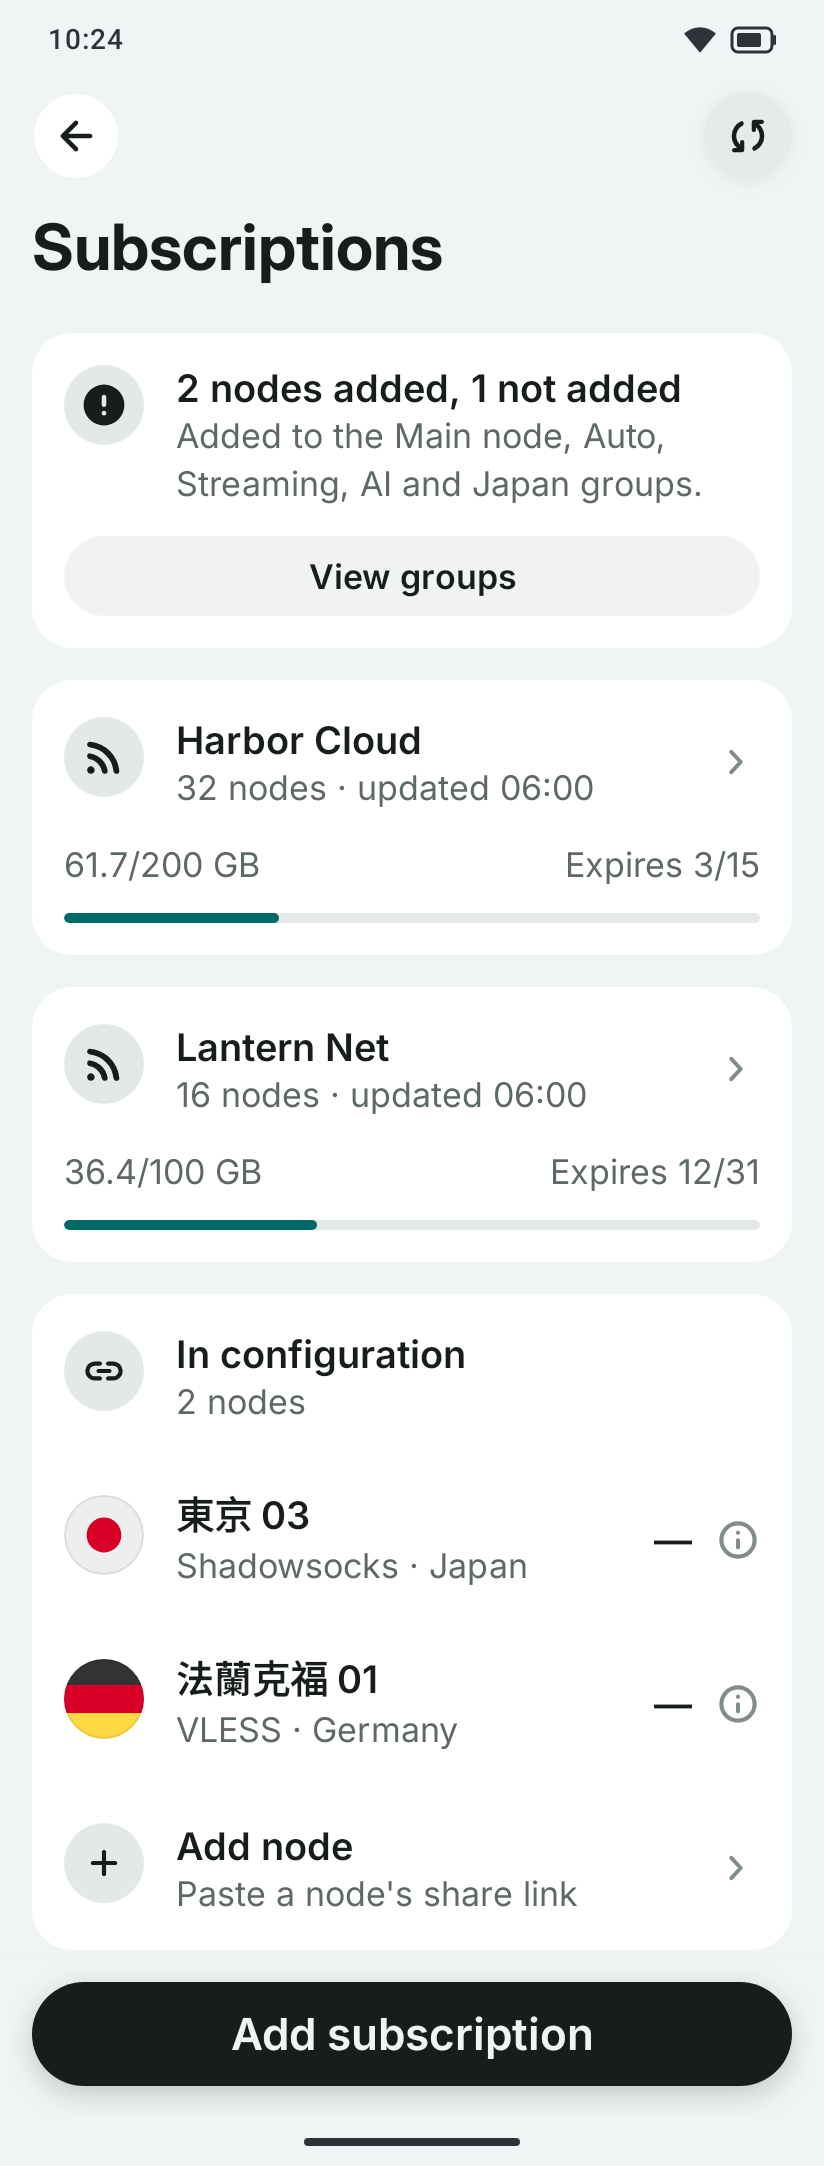 10:24
Subscriptions
2 nodes added, 1 not added
Added to the Main node, Auto,
Streaming, AI and Japan groups.
View groups
Harbor Cloud
32 nodes · updated 06:00
61.7/200 GB
Expires 3/15
Lantern Net
16 nodes · updated 06:00
36.4/100 GB
Expires 12/31
In configuration
2 nodes
東京 03
Shadowsocks · Japan
—
法蘭克福 01
VLESS · Germany
—
Add node
Paste a node's share link
Add subscription